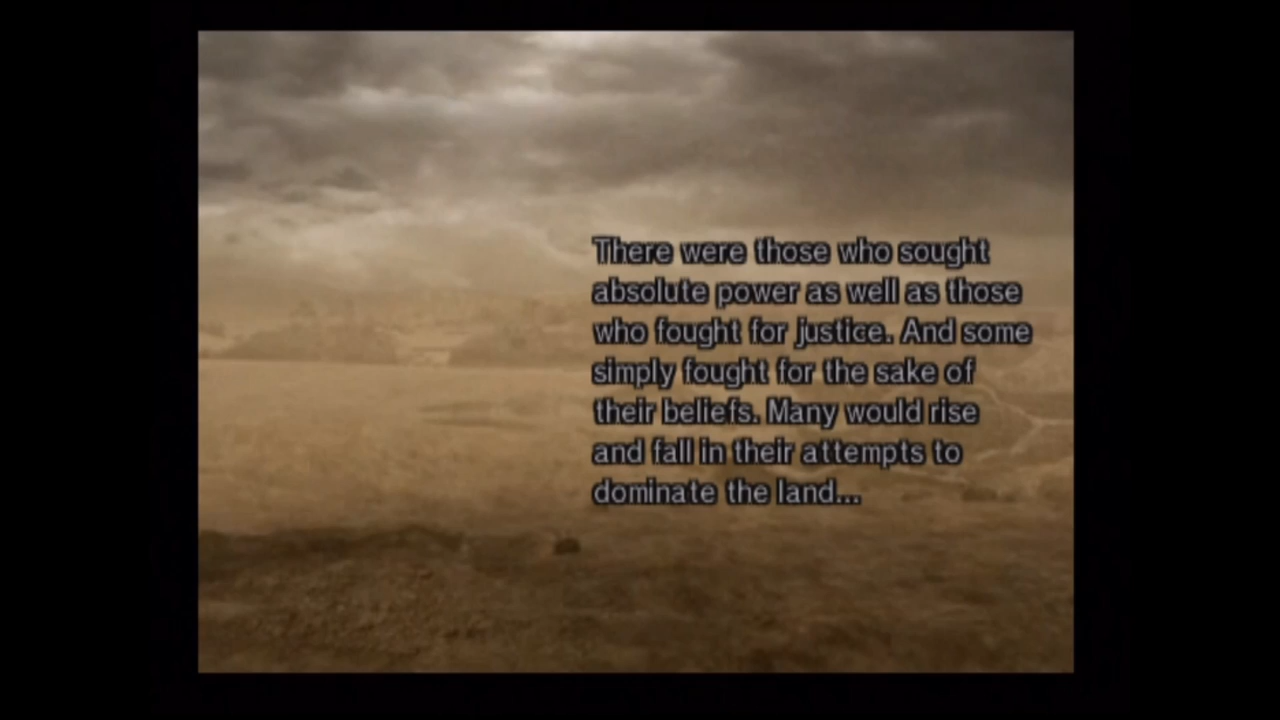 There were those who sought
absolute power as well as those
who fought for justice. And some
simply fought for the sake of
their beliefs. Many would rise
and fall in their attempts to
dominate the land...